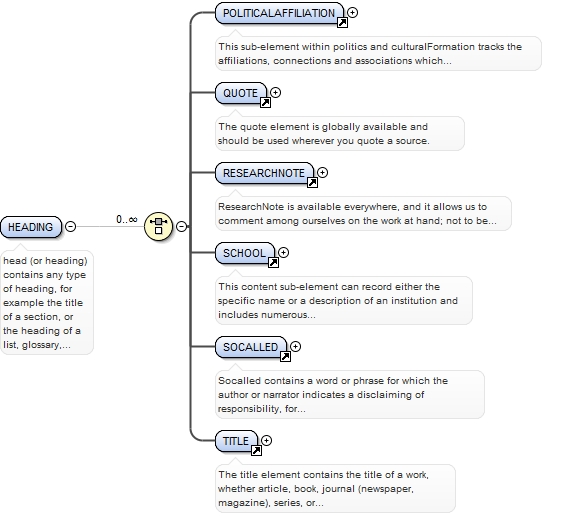 POLITICALAFFILIATION
This sub-element within politics and culturalFormation tracks the
affiliations, connections and associations which...
QUOTE
The quote element is globally available and
should be used wherever you quote a source.
RESEARCHNOTE
ResearchNote is available everywhere, and it allows us to
comment among ourselves on the work at hand; not to be...
HEADING
0..∞
head (or heading)
contains any type
of heading, for
example the title
of a section, or
the heading of a
list, glossary,...
SCHOOL
This content sub-element can record either the
specific name or a description of an institution and
includes numerous...
SOCALLED
Socalled contains a word or phrase for which the
author or narrator indicates a disclaiming of
responsibility, for...
TITLE
The title element contains the title of a work,
whether article, book, journal (newspaper,
magazine), series, or...